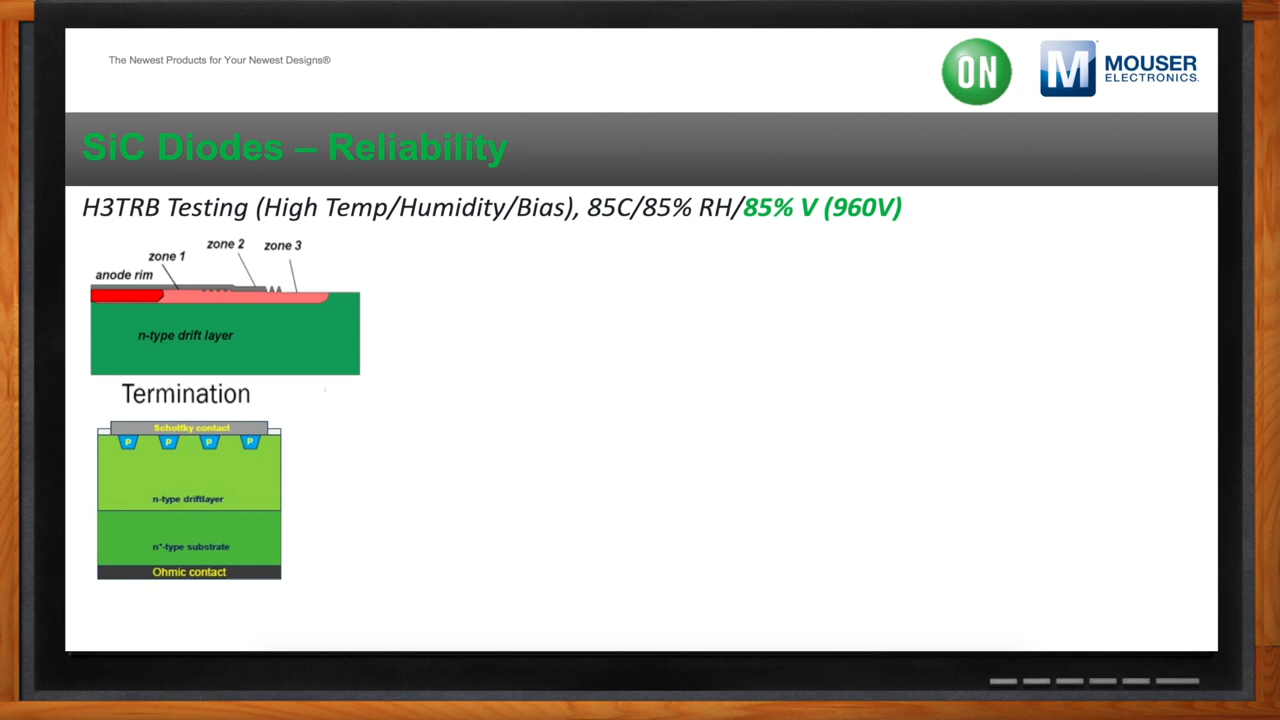 The Newest Products for Your Newest Designs®
ON
M MOUSER
ELECTRONICS.
SiC Diodes – Reliability
H3TRB Testing (High Temp/Humidity/Bias), 85C/85% RH/85% V (960V)
zone 1 zone 2 zone 3
anode rim
n-type drift layer
Termination
Schottky contact
P P P P
n-type driftlayer
n⁺-type substrate
Ohmic contact